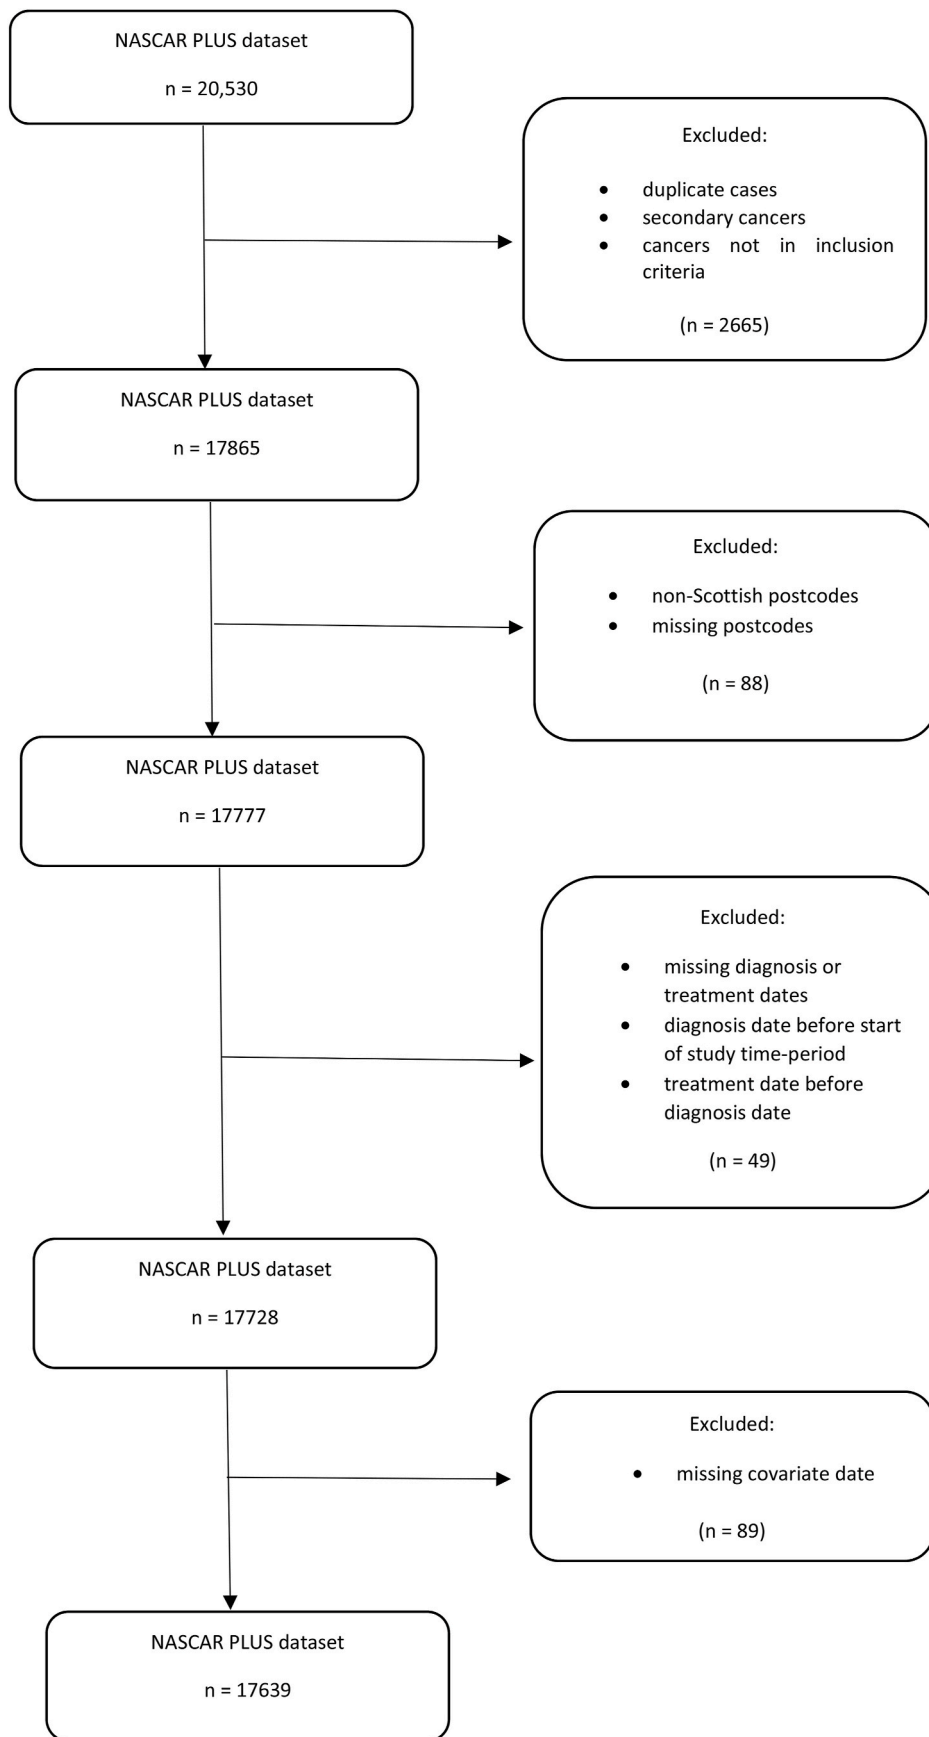 NASCAR PLUS dataset
n = 20,530
Excluded:
• duplicate cases
• secondary cancers
• cancers not in inclusion
criteria
(n = 2665)
NASCAR PLUS dataset
n = 17865
Excluded:
• non-Scottish postcodes
• missing postcodes
(n = 88)
NASCAR PLUS dataset
n = 17777
Excluded:
• missing diagnosis or
treatment dates
• diagnosis date before start
of study time-period
• treatment date before
diagnosis date
(n = 49)
NASCAR PLUS dataset
n = 17728
Excluded:
• missing covariate date
(n = 89)
NASCAR PLUS dataset
n = 17639